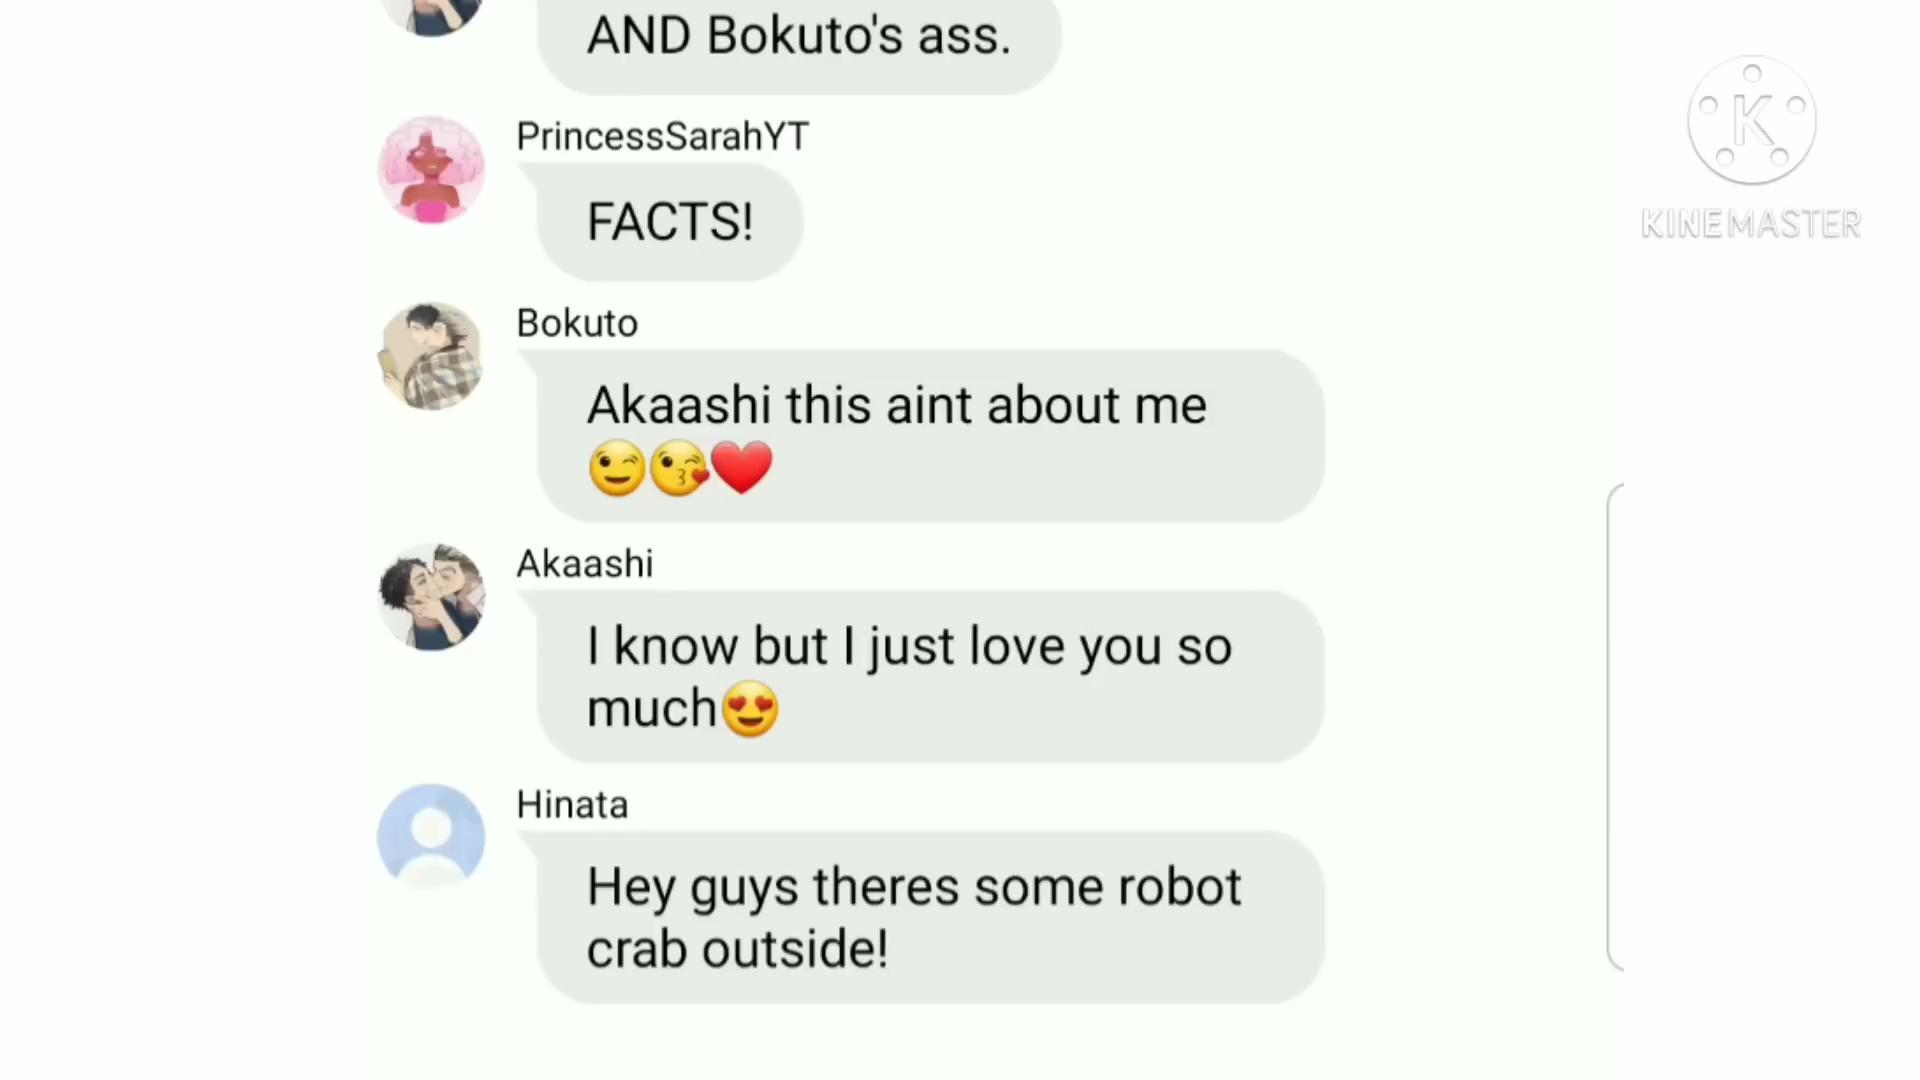 AND Bokuto's ass.
PrincessSarahYT
FACTS!
Bokuto
Akaashi this aint about me
😉😘❤️
Akaashi
I know but I just love you so
much😍
Hinata
Hey guys theres some robot
crab outside!
K
KINEMASTER